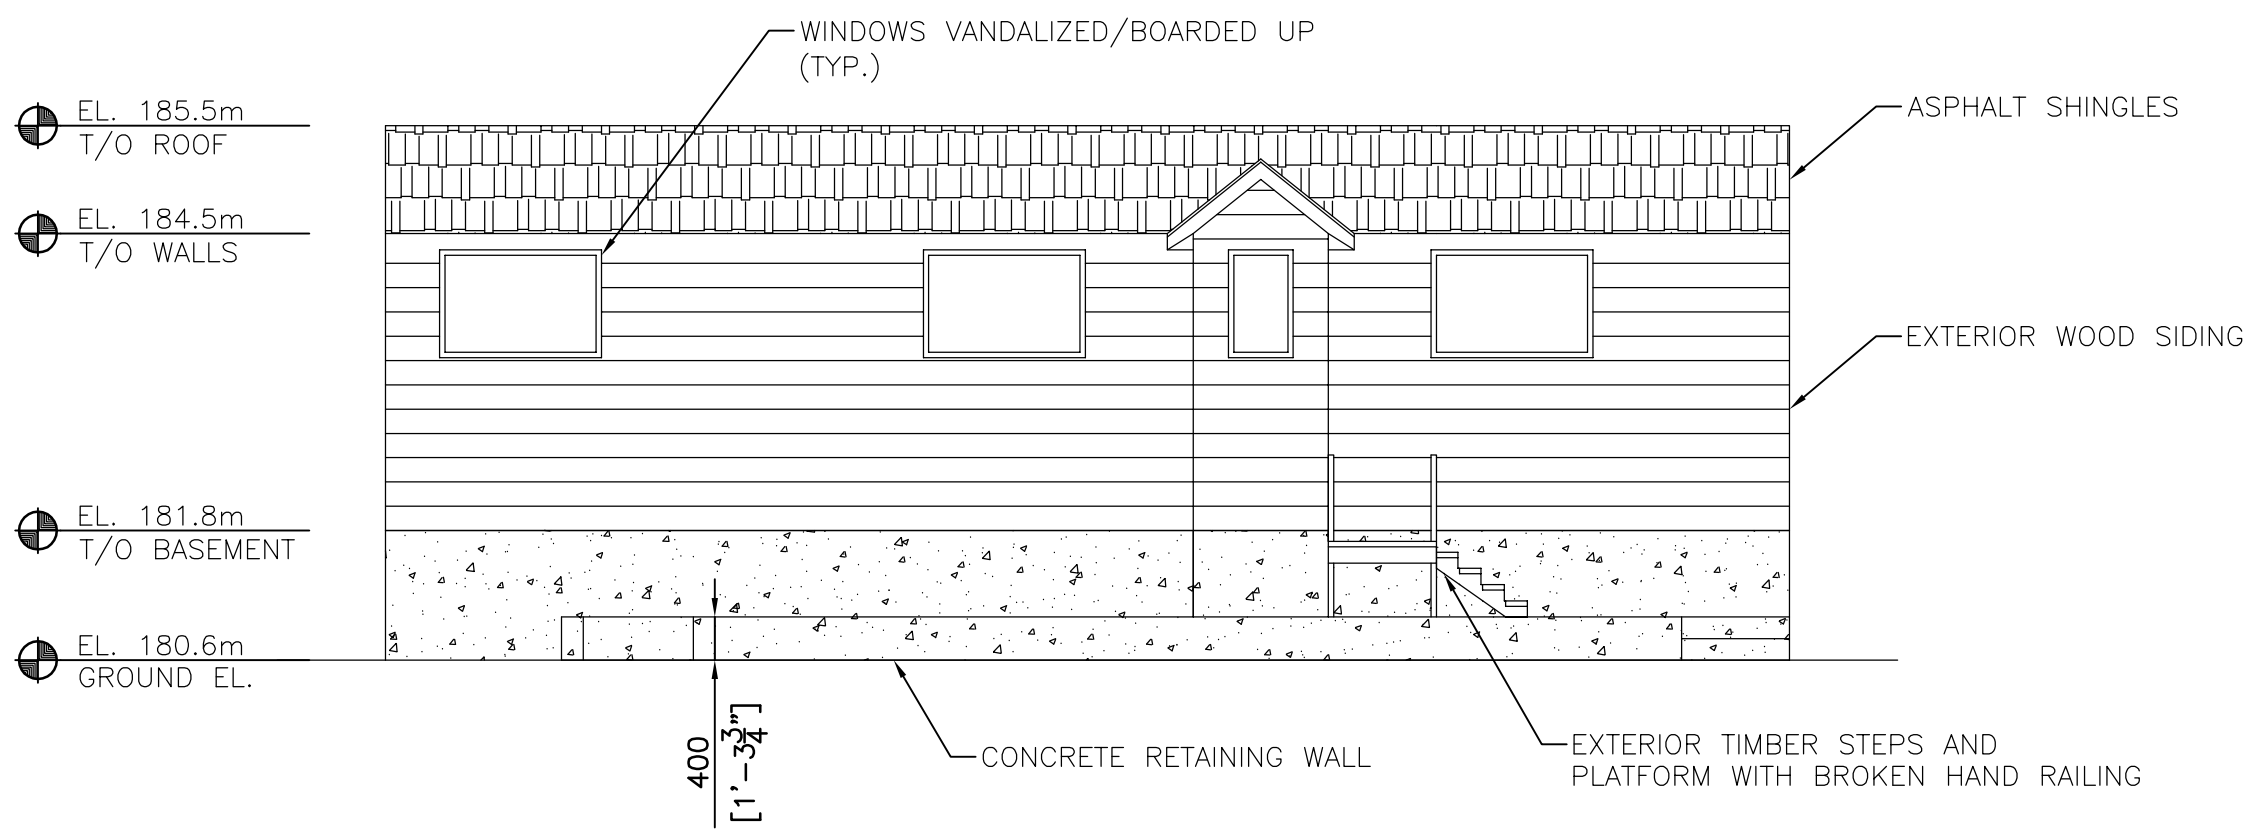 WINDOWS VANDALIZED/BOARDED UP
(TYP.)
EL. 185.5m
T/O ROOF
ASPHALT SHINGLES
EL. 184.5m
T/O WALLS
EXTERIOR WOOD SIDING
EL. 181.8m
T/O BASEMENT
EL. 180.6m
GROUND EL.
400
[1'-3 3/4"]
CONCRETE RETAINING WALL
EXTERIOR TIMBER STEPS AND
PLATFORM WITH BROKEN HAND RAILING